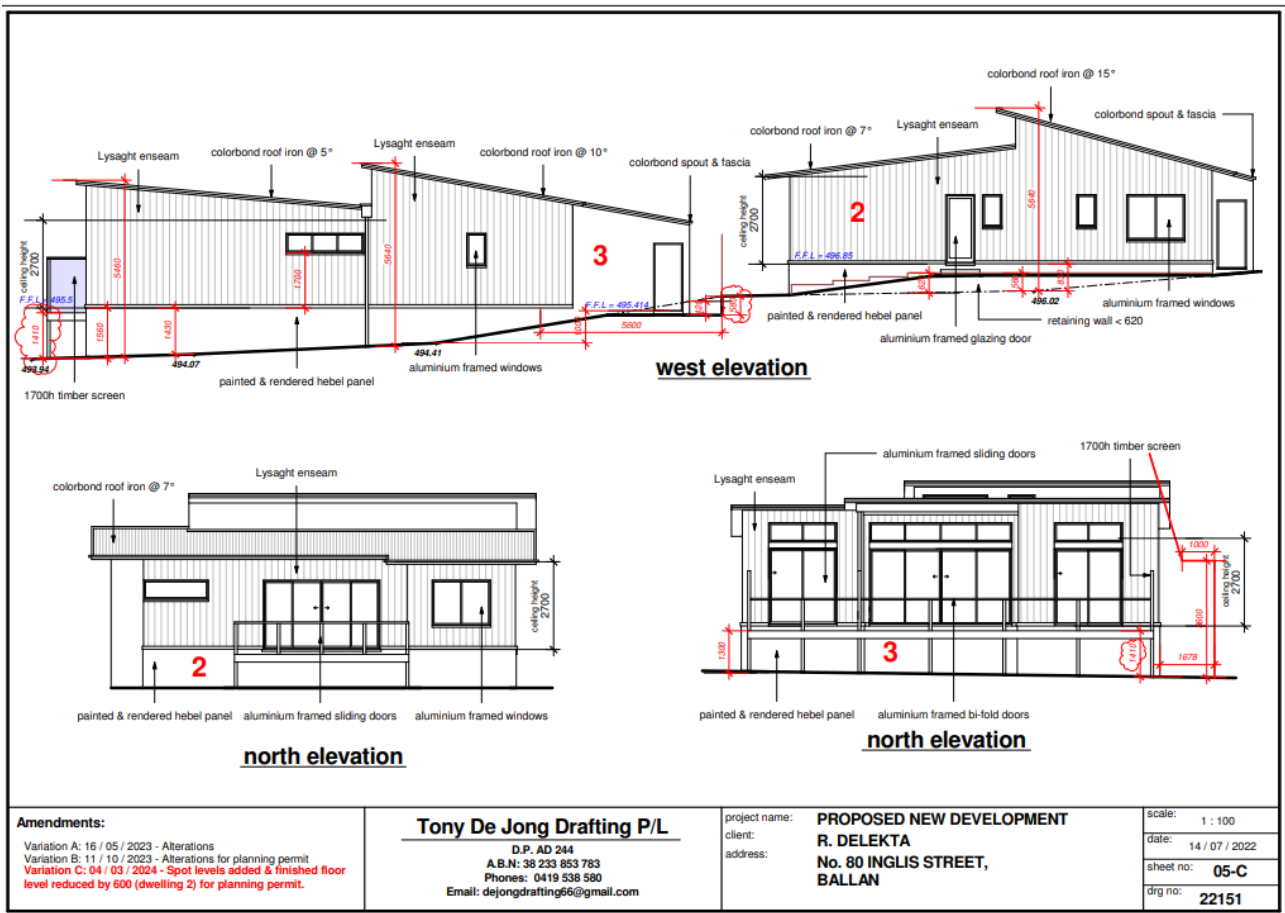 colorbond roof iron @ 15°
colorbond spout & fascia
colorbond roof iron @ 7°
Lysaght enseam
Lysaght enseam
colorbond roof iron @ 5°
Lysaght enseam
colorbond roof iron @ 10°
colorbond spout & fascia
ceiling height
2700
5460
1700
5640
3
F.F.L = 495.5
F.F.L = 495.414
1410
1560
1430
1000
5600
493.94
494.07
494.41
painted & rendered hebel panel
aluminium framed windows
1700h timber screen
ceiling height
2700
2
F.F.L = 496.85
5640
496.02
painted & rendered hebel panel
aluminium framed glazing door
retaining wall < 620
aluminium framed windows
west elevation
colorbond roof iron @ 7°
Lysaght enseam
ceiling height
2700
2
painted & rendered hebel panel
aluminium framed sliding doors
aluminium framed windows
north elevation
aluminium framed sliding doors
1700h timber screen
Lysaght enseam
1000
ceiling height
2700
1300
3
1410
1678
painted & rendered hebel panel
aluminium framed bi-fold doors
north elevation
Amendments:
Variation A: 16 / 05 / 2023 - Alterations
Variation B: 11 / 10 / 2023 - Alterations for planning permit
Variation C: 04 / 03 / 2024 - Spot levels added & finished floor
level reduced by 600 (dwelling 2) for planning permit.
Tony De Jong Drafting P/L
D.P. AD 244
A.B.N: 38 233 853 783
Phones: 0419 538 580
Email: dejongdrafting66@gmail.com
project name: PROPOSED NEW DEVELOPMENT
client: R. DELEKTA
address: No. 80 INGLIS STREET,
BALLAN
scale: 1 : 100
date: 14 / 07 / 2022
sheet no: 05-C
drg no: 22151